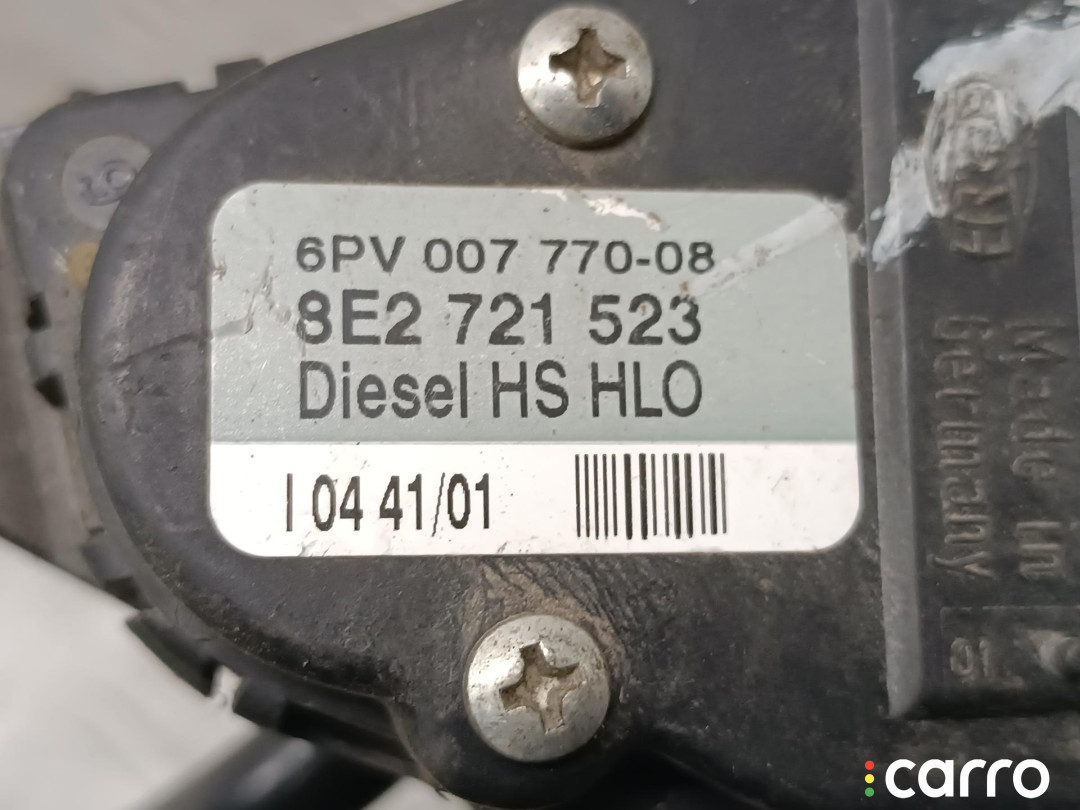 6PV 007 770-08
8E2 721 523
Diesel HS HLO
I 04 41/01
Made in
Germany
carro